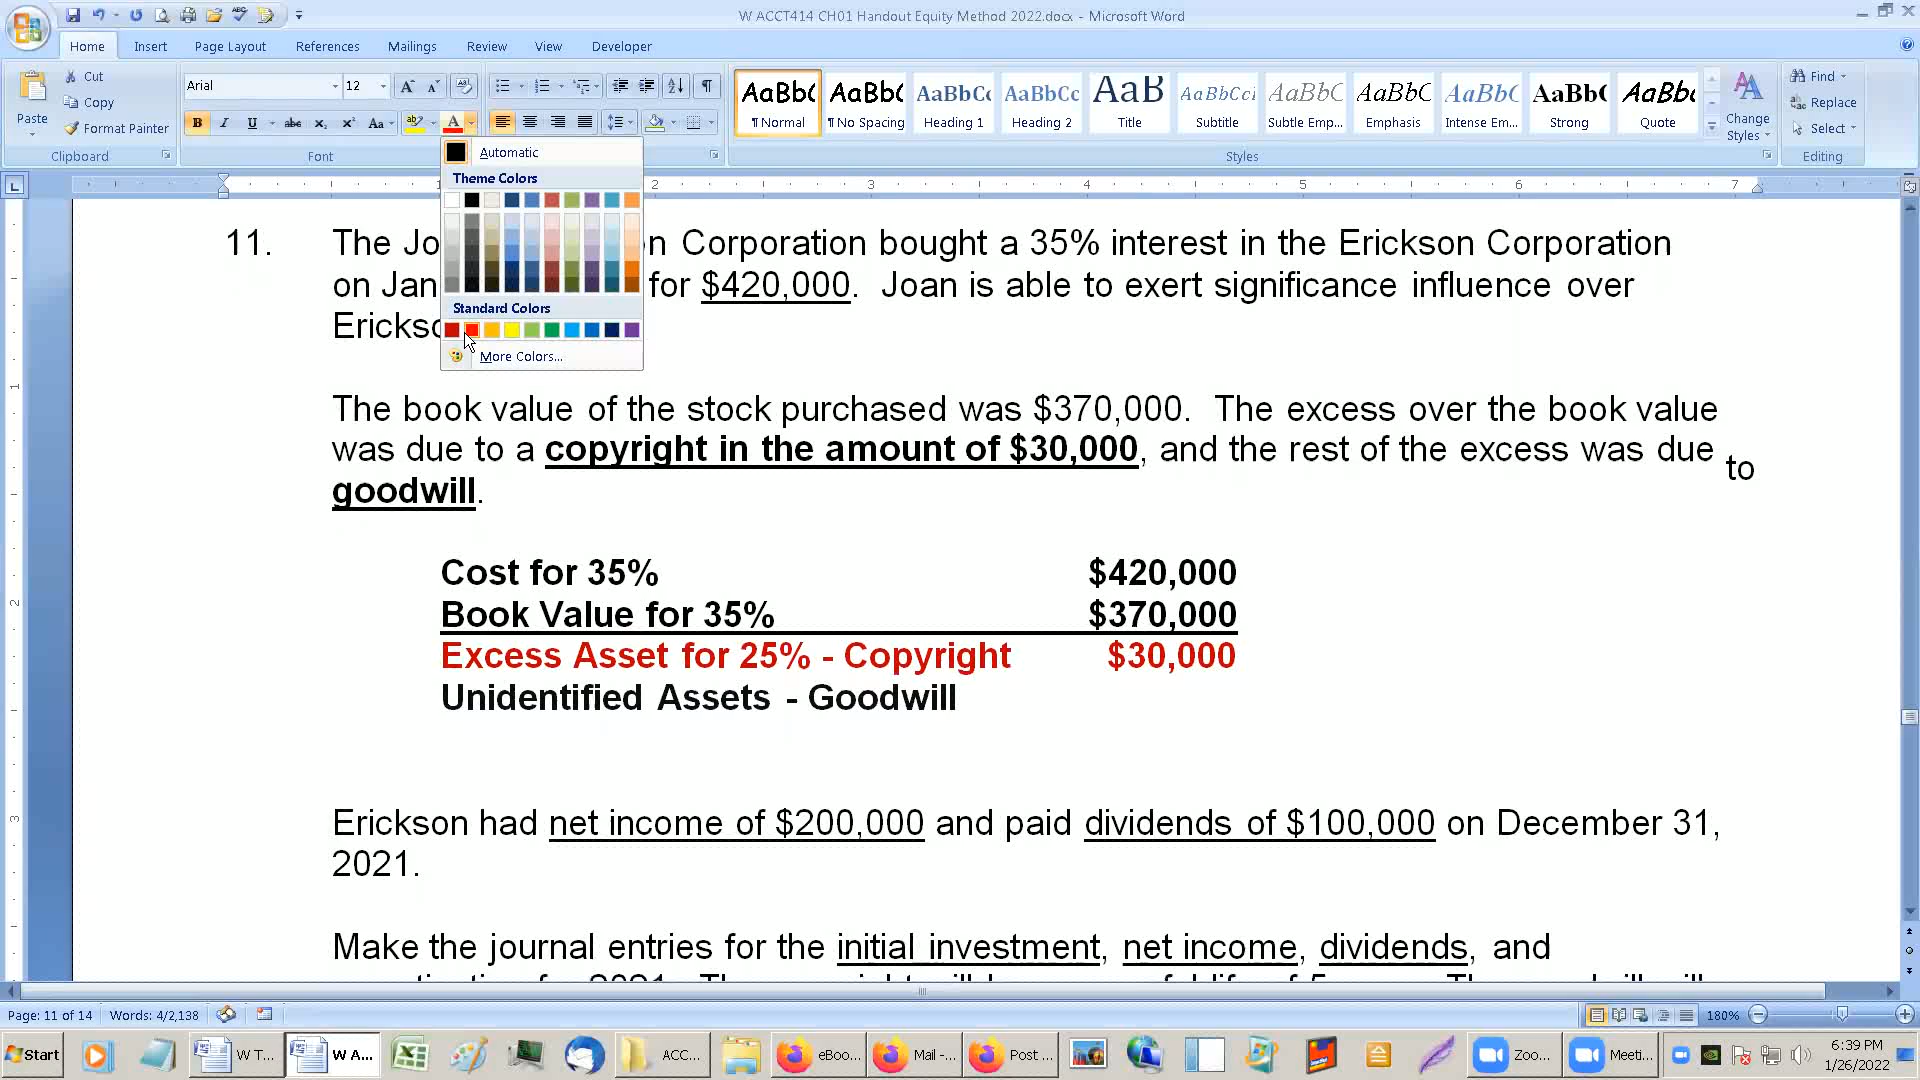 W ACCT414 CH01 Handout Equity Method 2022.docx - Microsoft Word
Home Insert Page Layout References Mailings Review View Developer
Paste
Cut
Copy
Format Painter
Clipboard
Arial 12
Font
AaBbCc ¶ Normal
AaBbCc ¶ No Spacing
AaBbCc Heading 1
AaBbCc Heading 2
AaB Title
AaBbCcI Subtitle
AaBbC Subtle Emp...
AaBbC Emphasis
AaBbC Intense Em...
AaBbC Strong
AaBbC Quote
Change Styles
Styles
Find
Replace
Select
Editing
Automatic
Theme Colors
Standard Colors
More Colors...
2 3 4 5 6 7
11. The Jo n Corporation bought a 35% interest in the Erickson Corporation
on Jan for $420,000. Joan is able to exert significance influence over
Erickso
The book value of the stock purchased was $370,000. The excess over the book value
was due to a copyright in the amount of $30,000, and the rest of the excess was due to
goodwill.
Cost for 35% $420,000
Book Value for 35% $370,000
Excess Asset for 25% - Copyright $30,000
Unidentified Assets - Goodwill
Erickson had net income of $200,000 and paid dividends of $100,000 on December 31,
2021.
Make the journal entries for the initial investment, net income, dividends, and
Page: 11 of 14 Words: 4/2,138 180%
Start W T... W A... ACC... eBoo... Mail -... Post ... Zoo... Meeti...
6:39 PM
1/26/2022